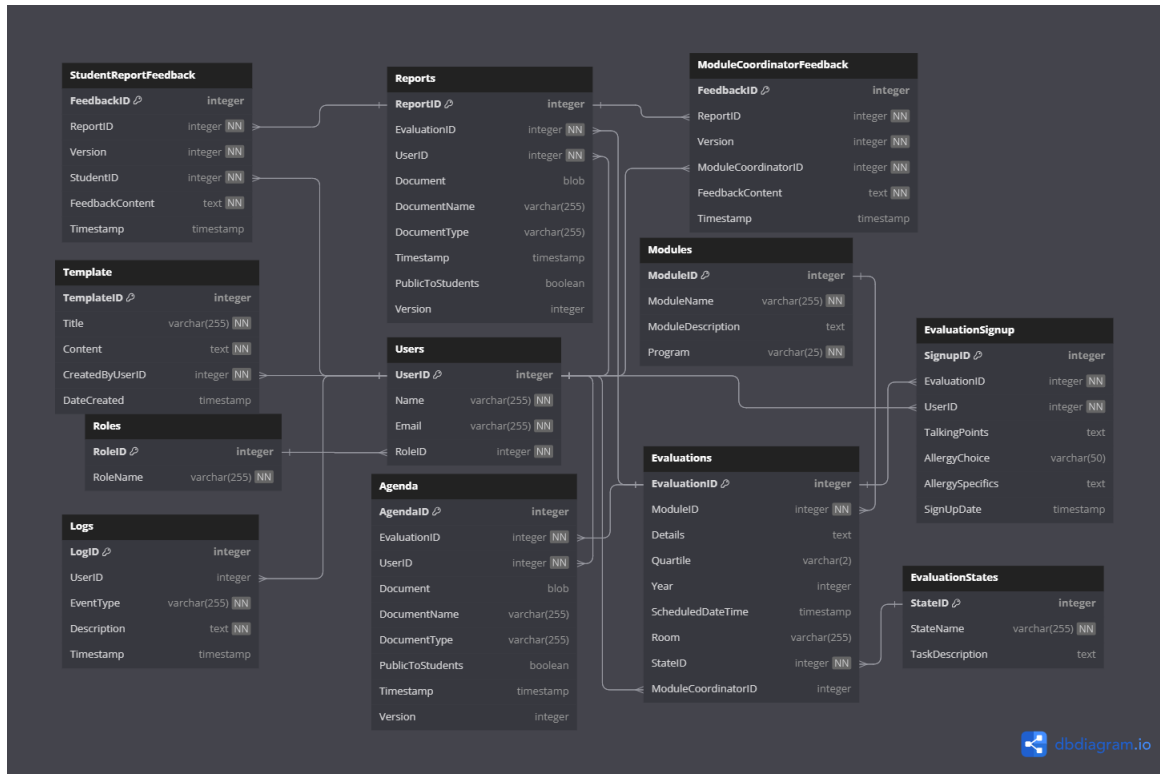 StudentReportFeedback
FeedbackID integer
ReportID integer NN
Version integer NN
StudentID integer NN
FeedbackContent text NN
Timestamp timestamp
Reports
ReportID integer
EvaluationID integer NN
UserID integer NN
Document blob
DocumentName varchar(255)
DocumentType varchar(255)
Timestamp timestamp
PublicToStudents boolean
Version integer
ModuleCoordinatorFeedback
FeedbackID integer
ReportID integer NN
Version integer NN
ModuleCoordinatorID integer NN
FeedbackContent text NN
Timestamp timestamp
Template
TemplateID integer
Title varchar(255) NN
Content text NN
CreatedByUserID integer NN
DateCreated timestamp
Modules
ModuleID integer
ModuleName varchar(255) NN
ModuleDescription text
Program varchar(25) NN
Users
UserID integer
Name varchar(255) NN
Email varchar(255) NN
RoleID integer NN
EvaluationSignup
SignupID integer
EvaluationID integer NN
UserID integer NN
TalkingPoints text
AllergyChoice varchar(50)
AllergySpecifics text
SignUpDate timestamp
Roles
RoleID integer
RoleName varchar(255) NN
Evaluations
EvaluationID integer
ModuleID integer NN
Details text
Quartile varchar(2)
Year integer
ScheduledDateTime timestamp
Room varchar(255)
StateID integer NN
ModuleCoordinatorID integer
Agenda
AgendaID integer
EvaluationID integer NN
UserID integer NN
Document blob
DocumentName varchar(255)
DocumentType varchar(255)
PublicToStudents boolean
Timestamp timestamp
Version integer
Logs
LogID integer
UserID integer
EventType varchar(255) NN
Description text NN
Timestamp timestamp
EvaluationStates
StateID integer
StateName varchar(255) NN
TaskDescription text
dbdiagram.io